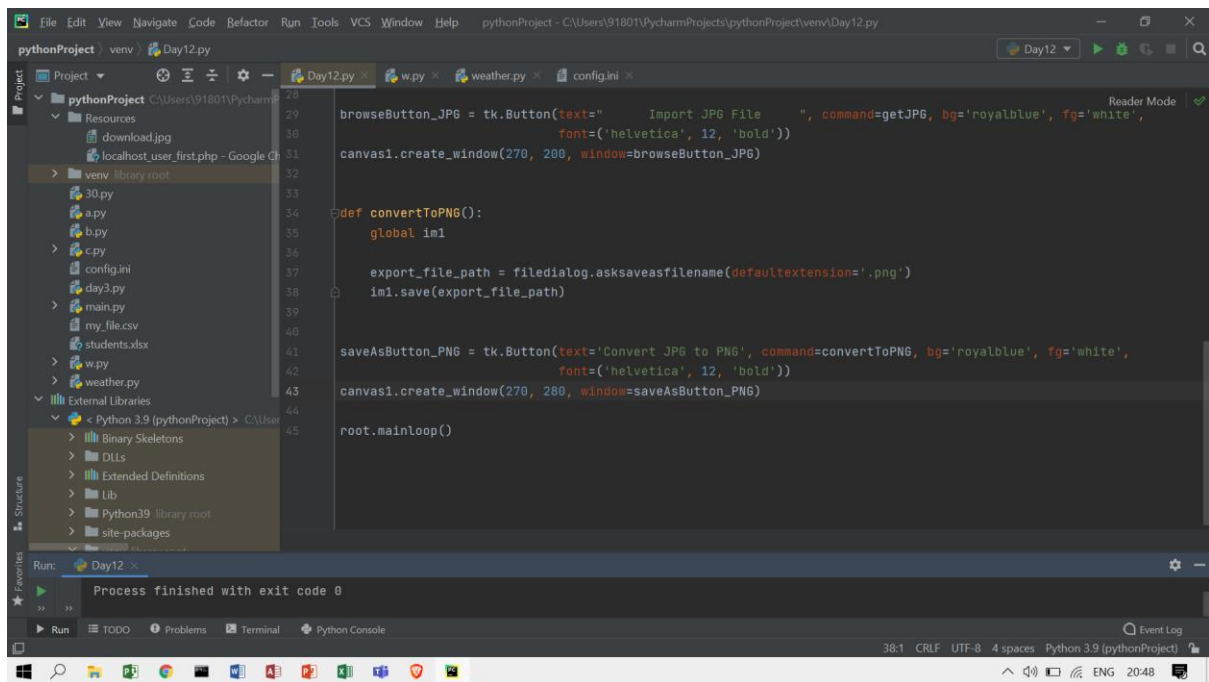 PC File Edit View Navigate Code Refactor Run Tools VCS Window Help pythonProject - C:\Users\91801\PycharmProjects\pythonProject\venv\Day12.py
pythonProject venv Day12.py Day12
Project
Project Day12.py w.py weather.py config.ini
pythonProject C:\Users\91801\PycharmP
Resources
download.jpg
localhost_user_first.php - Google Ch
venv library root
30.py
a.py
b.py
c.py
config.ini
day3.py
main.py
my_file.csv
students.xlsx
w.py
weather.py
External Libraries
< Python 3.9 (pythonProject) > C:\User
Binary Skeletons
DLLs
Extended Definitions
Lib
Python39 library root
site-packages
Reader Mode
28
29 browseButton_JPG = tk.Button(text="      Import JPG File     ", command=getJPG, bg='royalblue', fg='white',
30 font=('helvetica', 12, 'bold'))
31 canvas1.create_window(270, 200, window=browseButton_JPG)
32
33
34 def convertToPNG():
35 global im1
36
37 export_file_path = filedialog.asksaveasfilename(defaultextension='.png')
38 im1.save(export_file_path)
39
40
41 saveAsButton_PNG = tk.Button(text='Convert JPG to PNG', command=convertToPNG, bg='royalblue', fg='white',
42 font=('helvetica', 12, 'bold'))
43 canvas1.create_window(270, 280, window=saveAsButton_PNG)
44
45 root.mainloop()
Structure
Favorites
Run: Day12
Process finished with exit code 0
Run TODO Problems Terminal Python Console Event Log
38:1 CRLF UTF-8 4 spaces Python 3.9 (pythonProject)
ENG 20:48